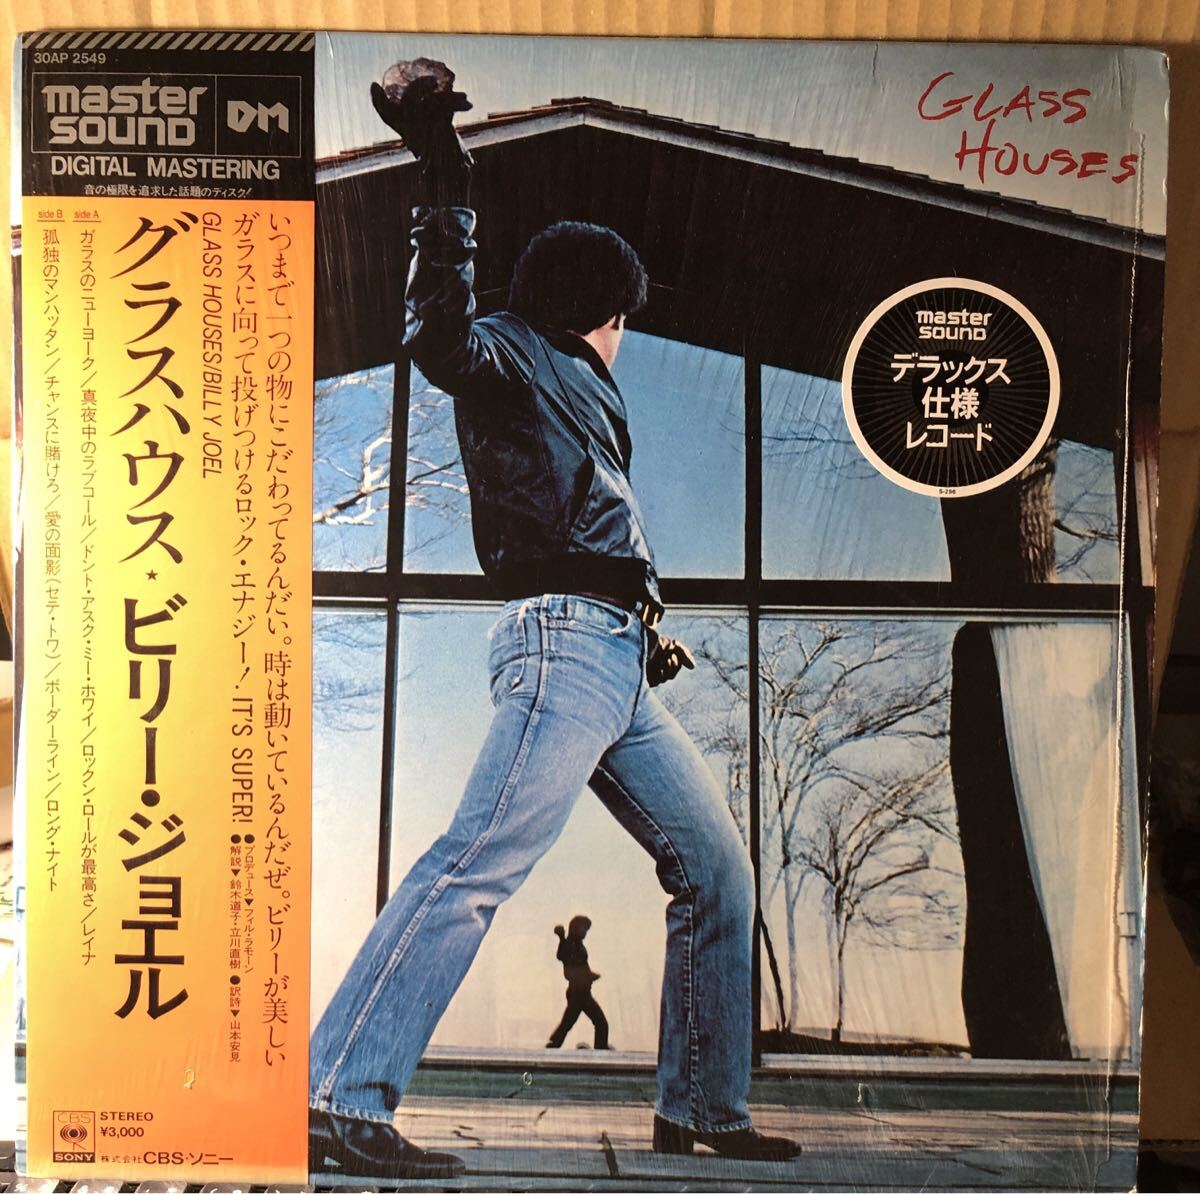 30AP 2549
master
sound
DM
DIGITAL MASTERING
音の極限を追求した話題のディスク!
いつまで一つの物にこだわってるんだい。時は動いているんだぜ。ビリーが美しい
ガラスに向って投げつけるロック・エナジー! IT'S SUPER!
GLASS HOUSES/BILLY JOEL
●プロデュース▼フィル・ラモーン
●解説▼鈴木道子・立川直樹 ●訳詩▼山本安見
グラスハウス★ビリー・ジョエル
side A
ガラスのニューヨーク/真夜中のラブコール/ドント・アスク・ミー・ホワイ/ロックン・ロールが最高さ/レイナ
side B
孤独のマンハッタン/チャンスに賭けろ/愛の面影(セテ・トワ)/ボーダーライン/ロング・ナイト
CBS
SONY
STEREO
¥3,000
株式会社CBS・ソニー
GLASS
HOUSES
master
sound
デラックス
仕様
レコード
S-296